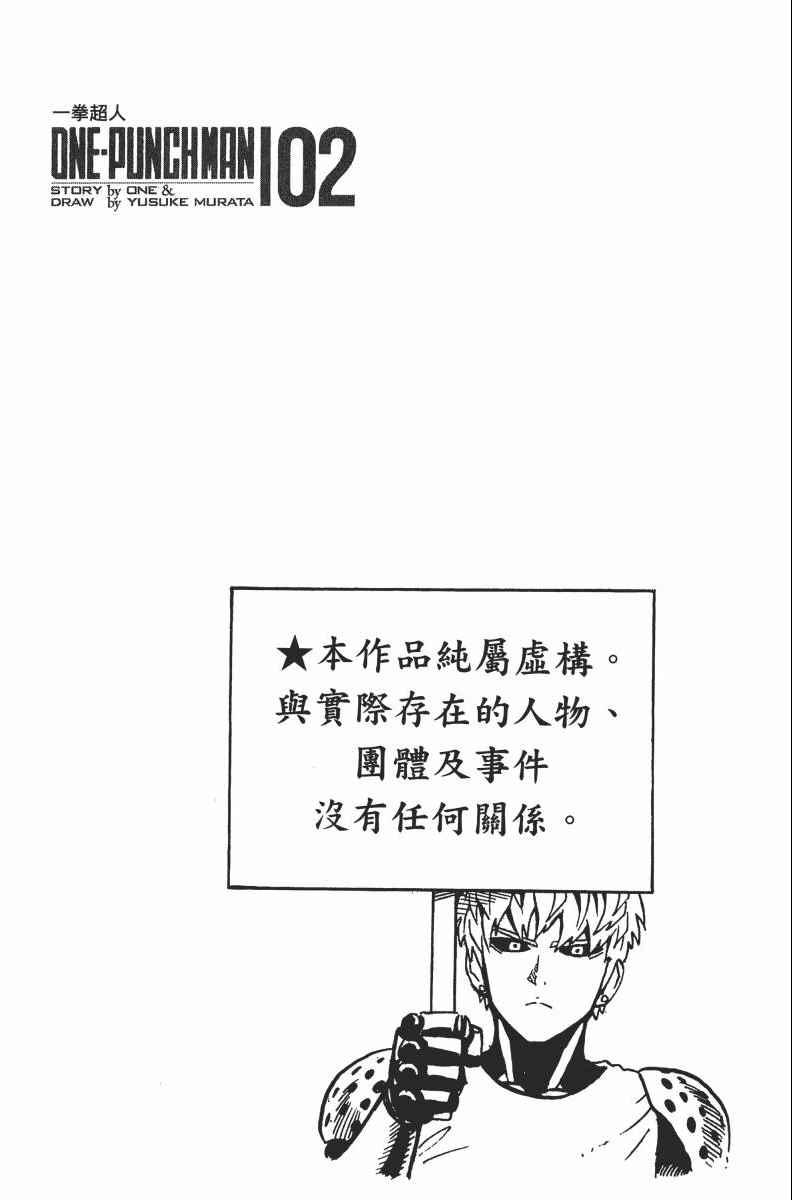 一拳超人
ONE-PUNCH MAN 02
STORY by ONE &
DRAW by YUSUKE MURATA
★本作品純屬虛構。
與實際存在的人物、
團體及事件
沒有任何關係。